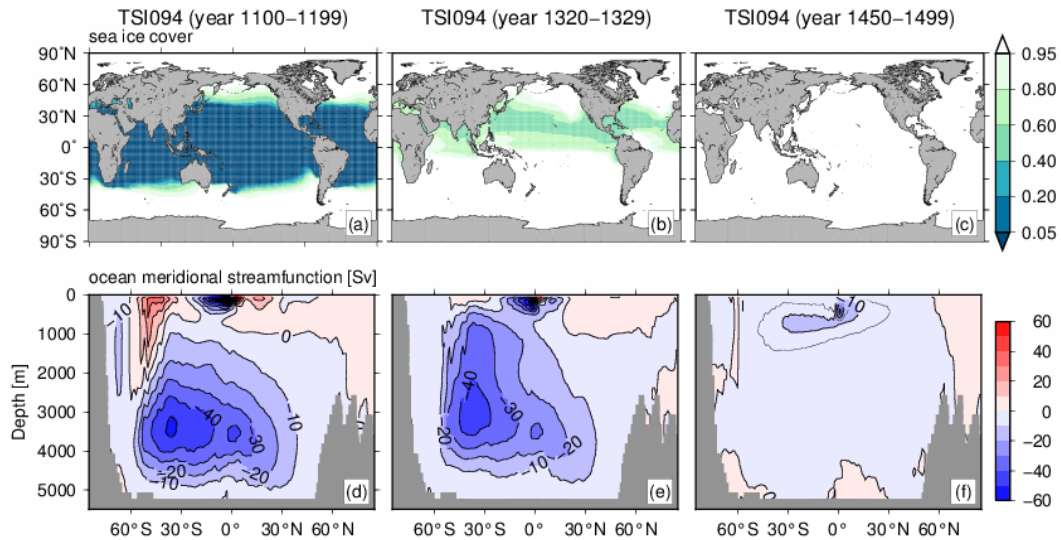 TSI094 (year 1100−1199) TSI094 (year 1320−1329) TSI094 (year 1450−1499)
sea ice cover
90˚N
60˚N
30˚N
0˚
30˚S
60˚S
90˚S
(a) (b) (c)
0.95
0.80
0.60
0.40
0.20
0.05
ocean meridional streamfunction [Sv]
Depth [m]
0
1000
2000
3000
4000
5000
−10 0 −40 −30 −10 −20 −10
(d)
−40 −30 −20 −20 −10
(e)
−10 0
(f)
60
40
20
0
−20
−40
−60
60˚S 30˚S 0˚ 30˚N 60˚N 60˚S 30˚S 0˚ 30˚N 60˚N 60˚S 30˚S 0˚ 30˚N 60˚N